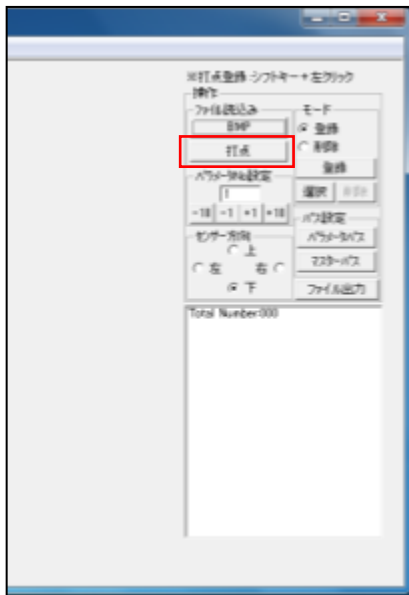 ※打点登録:シフトキー+左クリック
操作
ファイル読込み
BMP
打点
モード
登録
削除
登録
選択
削除
パラメータNo設定
1
-10 -1 +1 +10
パス設定
パラメータパス
マスターパス
センサー方向
上
左 右
下
ファイル出力
Total Number:000